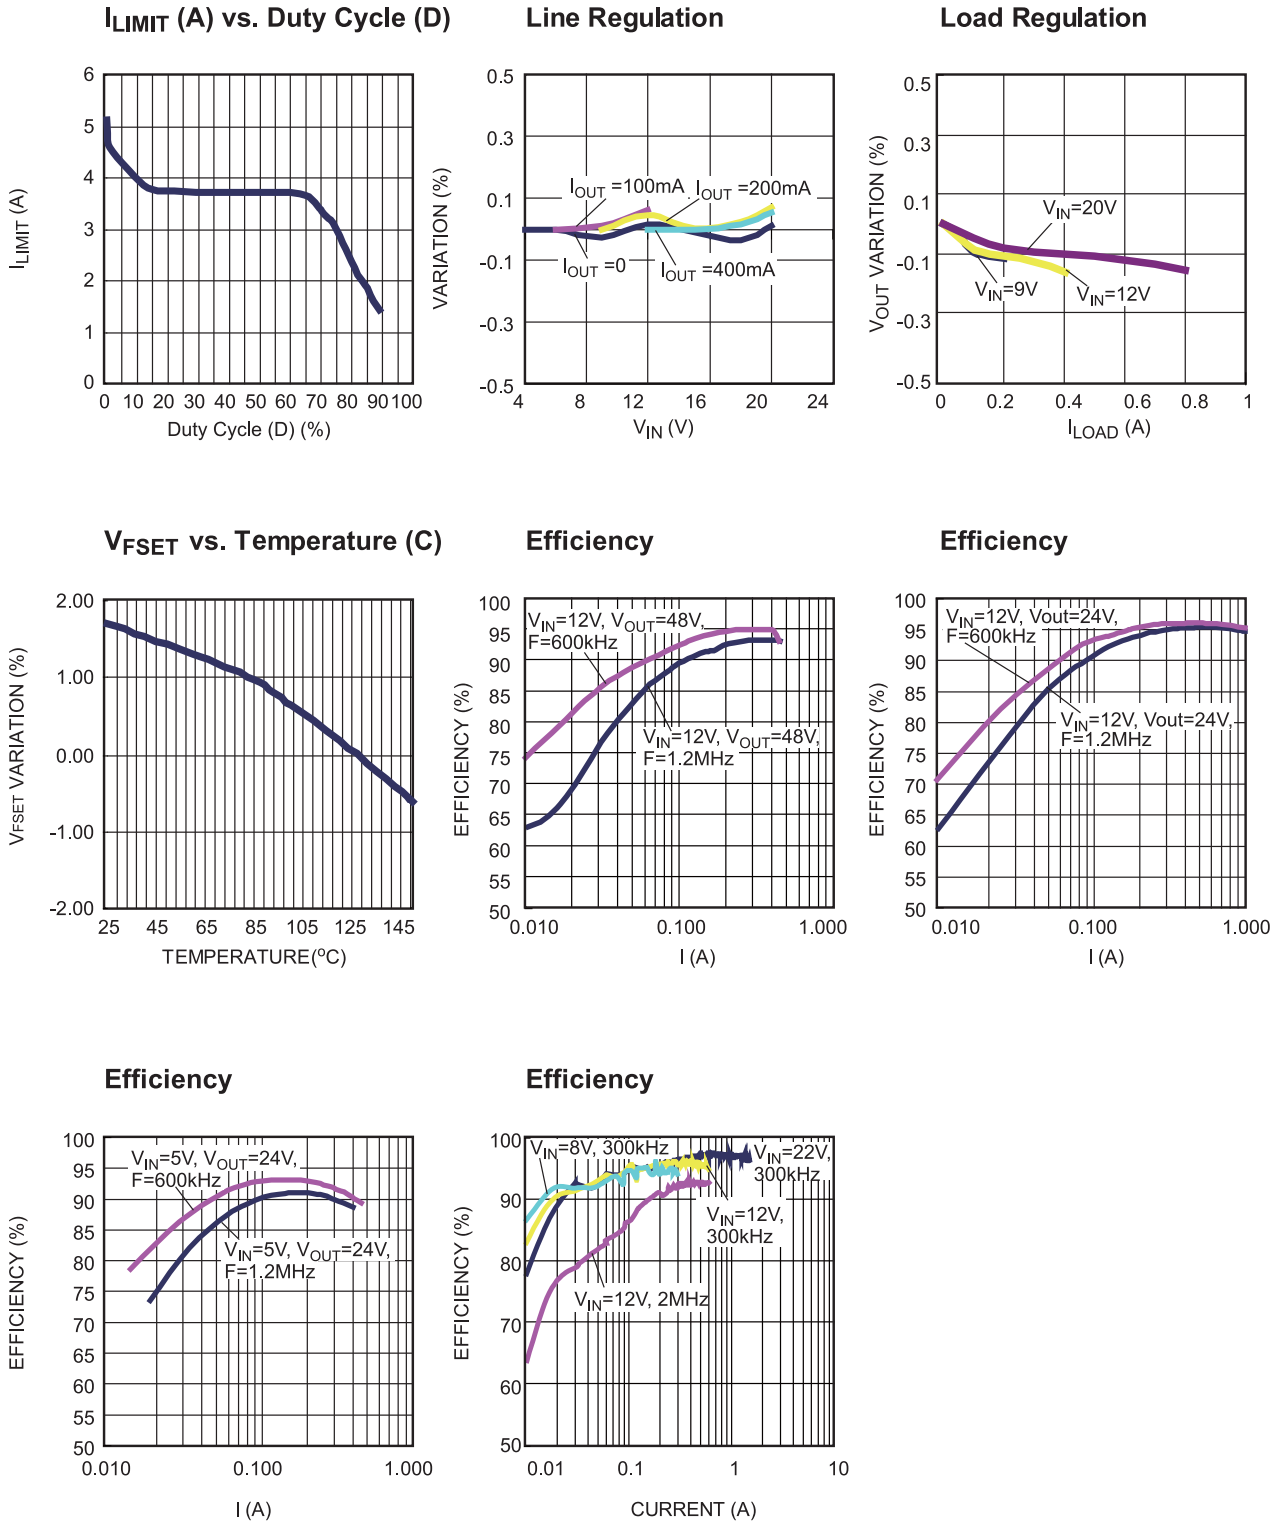 I LIMIT (A) vs. Duty Cycle (D)
I LIMIT (A)
6
5
4
3
2
1
0
0 10 20 30 40 50 60 70 80 90 100
Duty Cycle (D) (%)
Line Regulation
VARIATION (%)
0.5
0.3
0.1
-0.1
-0.3
-0.5
IOUT =100mA
IOUT =200mA
IOUT =0
IOUT =400mA
4 8 12 16 20 24
VIN (V)
Load Regulation
VOUT VARIATION (%)
0.5
0.3
0.1
-0.1
-0.3
-0.5
VIN=20V
VIN=9V
VIN=12V
0 0.2 0.4 0.6 0.8 1
ILOAD (A)
VFSET vs. Temperature (C)
VFSET VARIATION (%)
2.00
1.00
0.00
-1.00
-2.00
25 45 65 85 105 125 145
TEMPERATURE(oC)
Efficiency
EFFICIENCY (%)
100
95
90
85
80
75
70
65
60
55
50
VIN=12V, VOUT=48V,
F=600kHz
VIN=12V, VOUT=48V,
F=1.2MHz
0.010 0.100 1.000
I (A)
Efficiency
EFFICIENCY (%)
100
95
90
85
80
75
70
65
60
55
50
VIN=12V, Vout=24V,
F=600kHz
VIN=12V, Vout=24V,
F=1.2MHz
0.010 0.100 1.000
I (A)
Efficiency
EFFICIENCY (%)
100
95
90
85
80
75
70
65
60
55
50
VIN=5V, VOUT=24V,
F=600kHz
VIN=5V, VOUT=24V,
F=1.2MHz
0.010 0.100 1.000
I (A)
Efficiency
EFFICIENCY (%)
100
90
80
70
60
50
VIN=8V, 300kHz
VIN=22V,
300kHz
VIN=12V,
300kHz
VIN=12V, 2MHz
0.01 0.1 1 10
CURRENT (A)